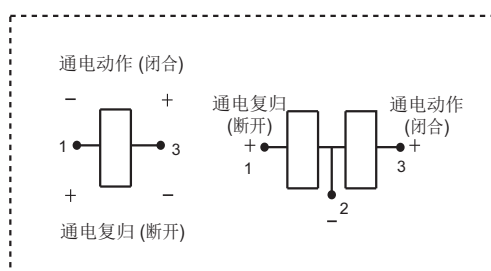 通电动作 (闭合)
− +
1 3
+ −
通电复归 (断开)
通电复归
(断开)
+
1
−
2
通电动作
(闭合)
+
3